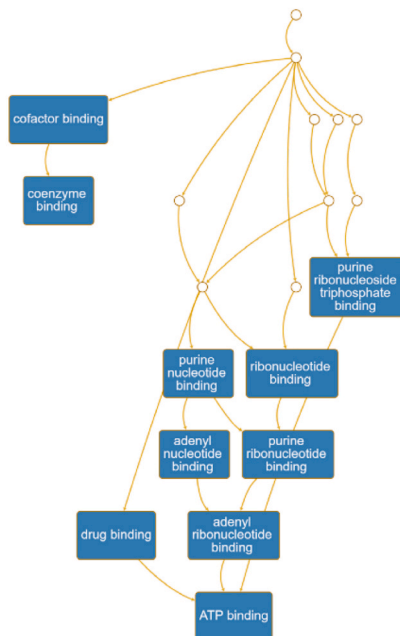 cofactor binding
coenzyme
binding
purine
ribonucleoside
triphosphate
binding
purine
nucleotide
binding
ribonucleotide
binding
adenyl
nucleotide
binding
purine
ribonucleotide
binding
drug binding
adenyl
ribonucleotide
binding
ATP binding